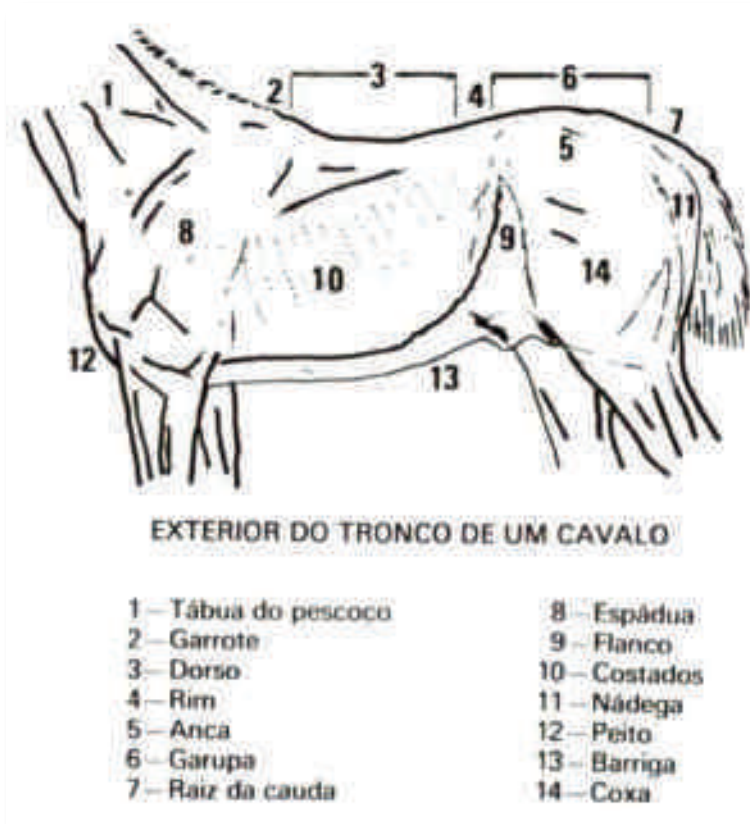 1 2 3 4 6 7
5
8 9 11
10 14
12 13
EXTERIOR DO TRONCO DE UM CAVALO
1 – Tábua do pescoco
2 – Garrote
3 – Dorso
4 – Rim
5 – Anca
6 – Garupa
7 – Raiz da cauda
8 – Espádua
9 – Flanco
10 – Costados
11 – Nádega
12 – Peito
13 – Barriga
14 – Coxa